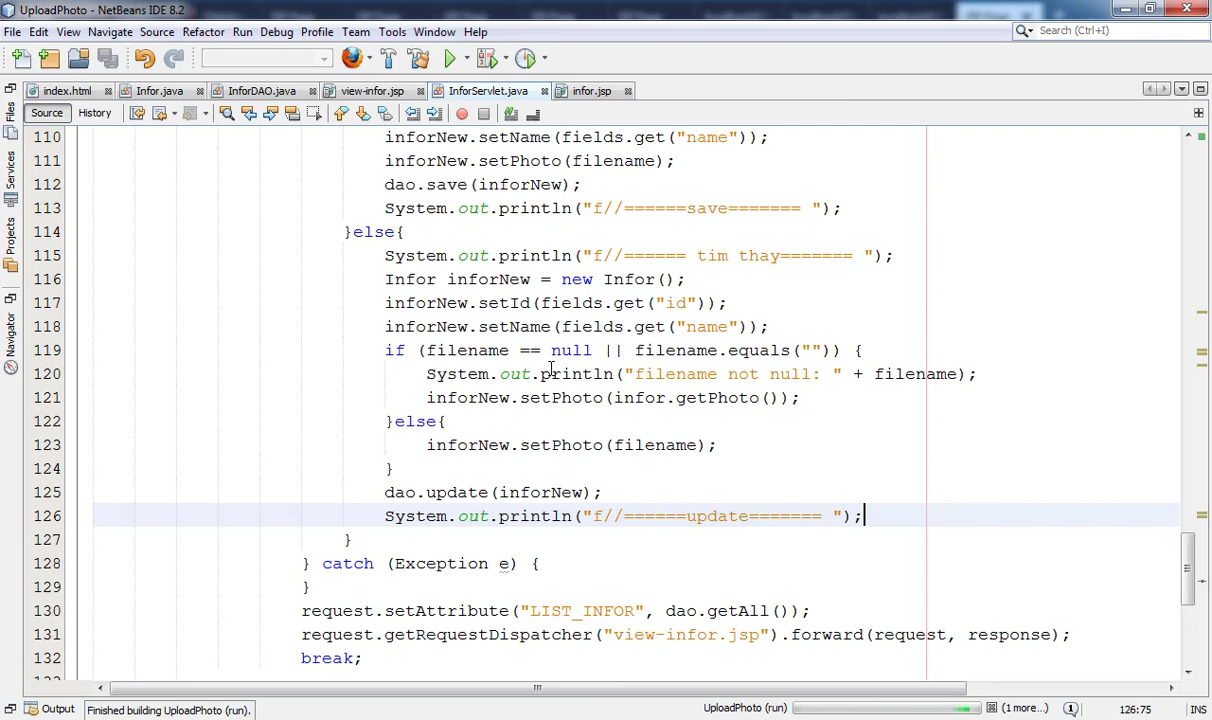 UploadPhoto - NetBeans IDE 8.2
File Edit View Navigate Source Refactor Run Debug Profile Team Tools Window Help
Search (Ctrl+I)
index.html Infor.java InforDAO.java view-infor.jsp InforServlet.java infor.jsp
Source History
Files
Services
Projects
Navigator
110 inforNew.setName(fields.get("name"));
111 inforNew.setPhoto(filename);
112 dao.save(inforNew);
113 System.out.println("f//======save======= ");
114 }else{
115 System.out.println("f//====== tim thay======= ");
116 Infor inforNew = new Infor();
117 inforNew.setId(fields.get("id"));
118 inforNew.setName(fields.get("name"));
119 if (filename == null || filename.equals("")) {
120 System.out.println("filename not null: " + filename);
121 inforNew.setPhoto(infor.getPhoto());
122 }else{
123 inforNew.setPhoto(filename);
124 }
125 dao.update(inforNew);
126 System.out.println("f//======update======= ");
127 }
128 } catch (Exception e) {
129 }
130 request.setAttribute("LIST_INFOR", dao.getAll());
131 request.getRequestDispatcher("view-infor.jsp").forward(request, response);
132 break;
Output Finished building UploadPhoto (run). UploadPhoto (run) (1 more...) 126:75 INS